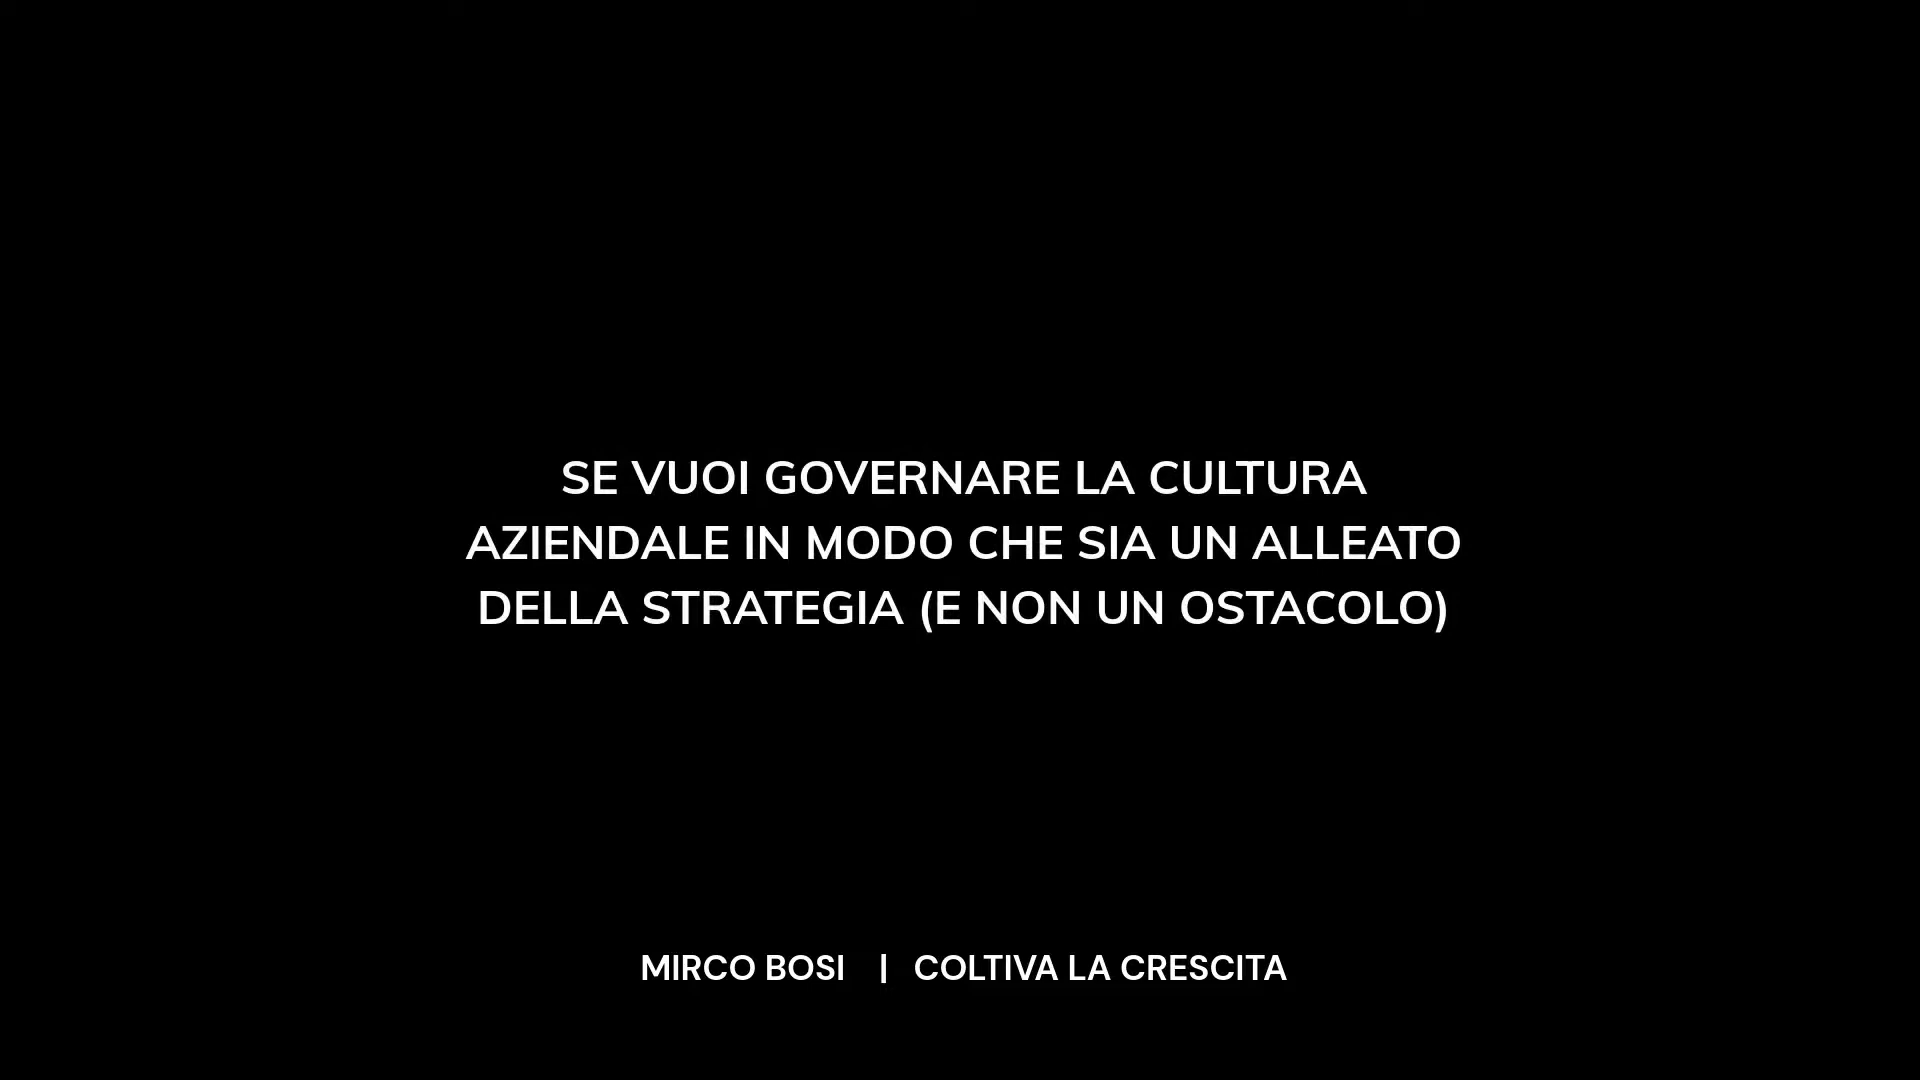 SE VUOI GOVERNARE LA CULTURA
AZIENDALE IN MODO CHE SIA UN ALLEATO
DELLA STRATEGIA (E NON UN OSTACOLO)
MIRCO BOSI | COLTIVA LA CRESCITA